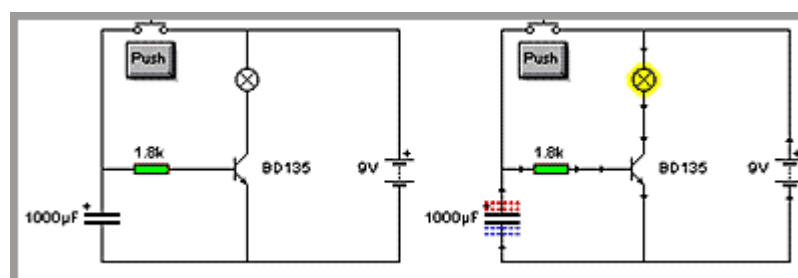 Push
1.8k
BD135
9V
+
1000µF
+
Push
1.8k
BD135
9V
+
1000µF
+